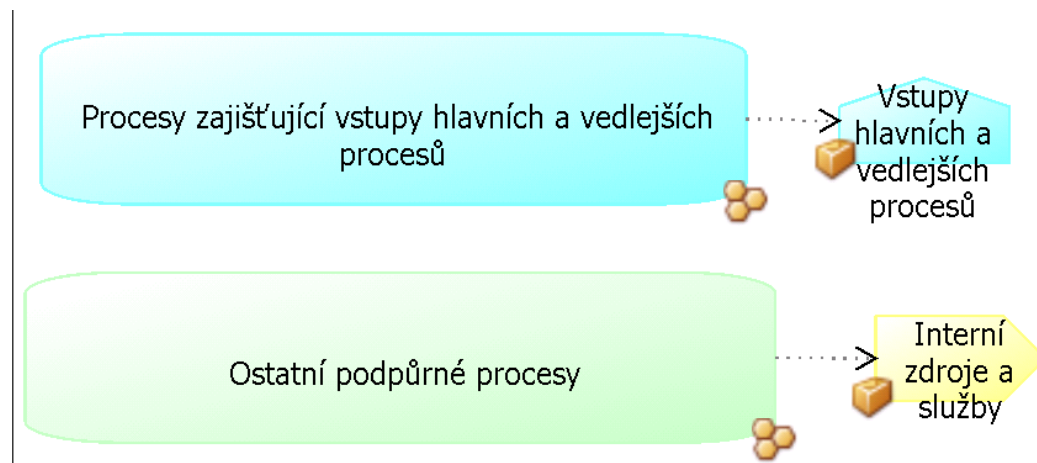 Procesy zajišťující vstupy hlavních a vedlejších
procesů
Vstupy
hlavních a
vedlejších
procesů
Ostatní podpůrné procesy
Interní
zdroje a
služby